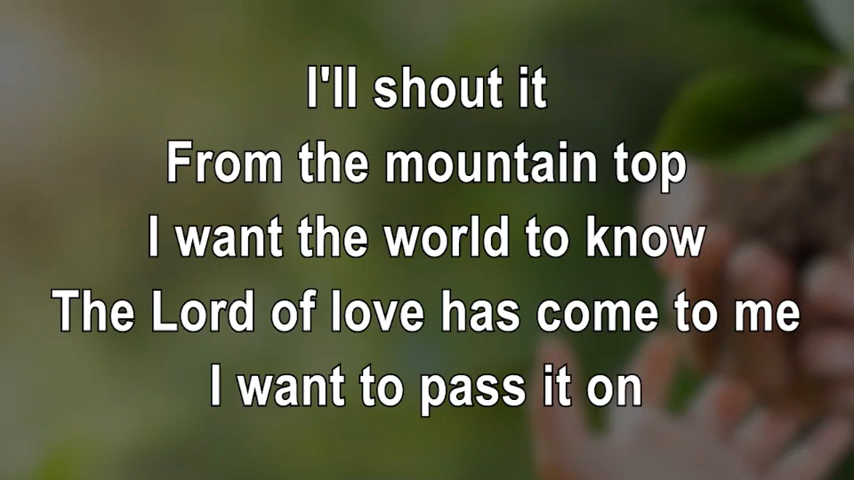 I'll shout it
From the mountain top
I want the world to know
The Lord of love has come to me
I want to pass it on